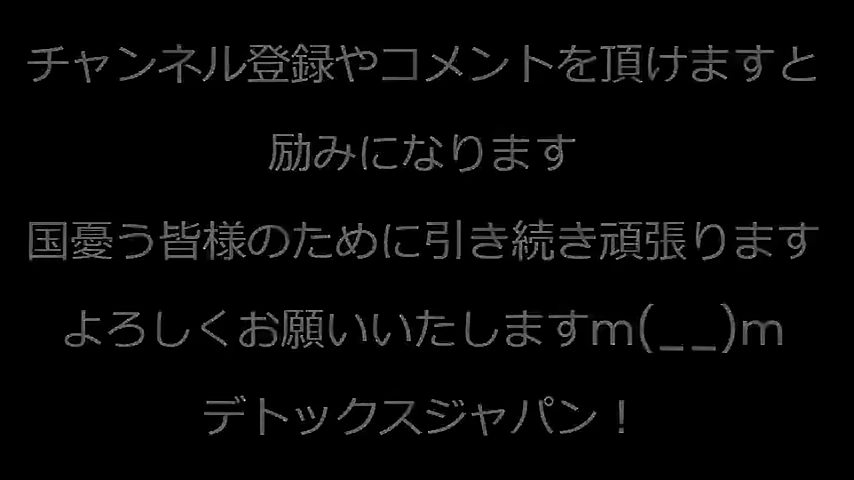 チャンネル登録やコメントを頂けますと
励みになります
国憂う皆様のために引き続き頑張ります
よろしくお願いいたしますm(__)m
デトックスジャパン！